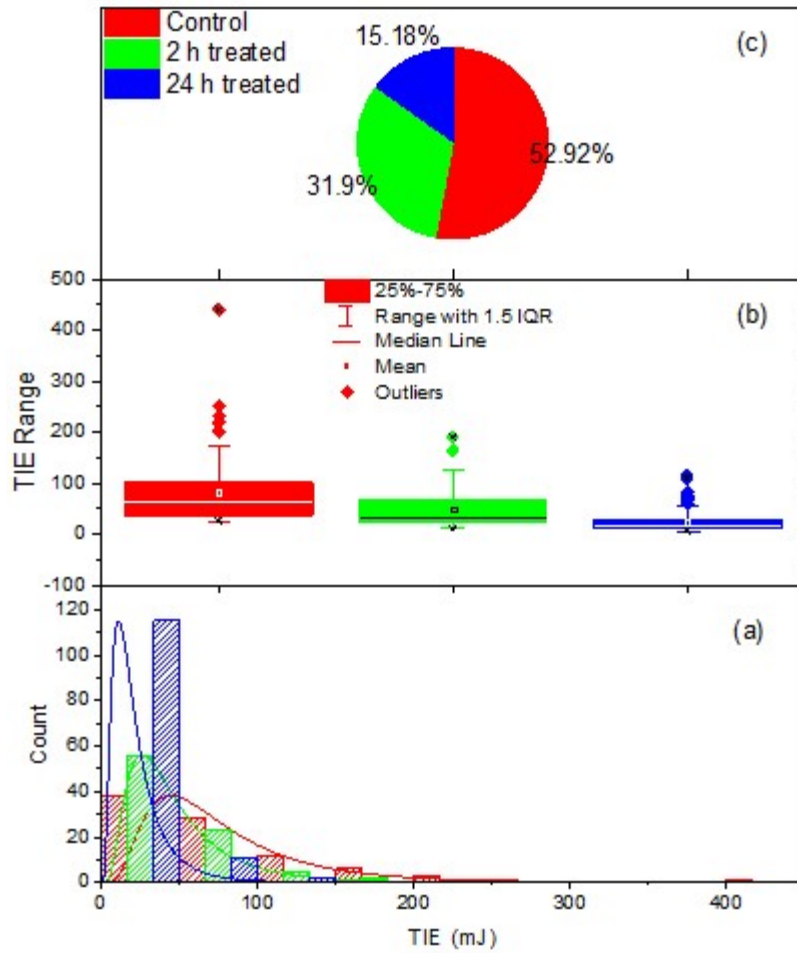 Control
2 h treated
24 h treated
(c)
15.18%
52.92%
31.9%
(b)
25%-75%
Range with 1.5 IQR
Median Line
Mean
Outliers
TIE Range
500
400
300
200
100
0
-100
(a)
Count
120
100
80
60
40
20
0
0 100 200 300 400
TIE (mJ)